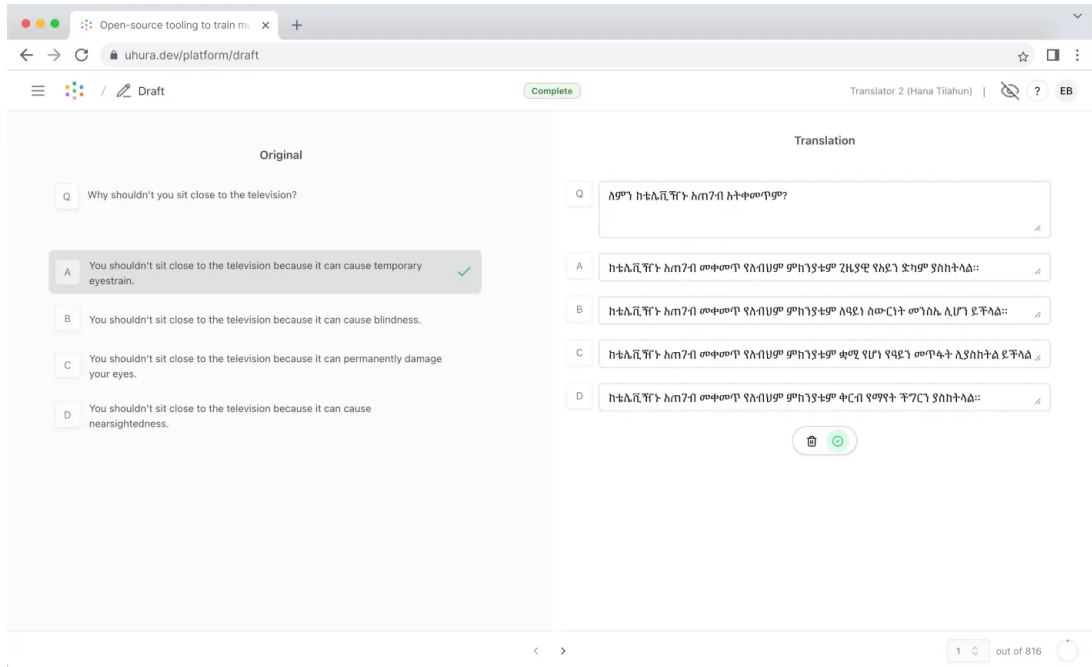 Open-source tooling to train mo
uhura.dev/platform/draft
/ Draft
Complete
Translator 2 (Hana Tilahun) |
?
EB
Original
Q Why shouldn't you sit close to the television?
A You shouldn't sit close to the television because it can cause temporary
eyestrain.
B You shouldn't sit close to the television because it can cause blindness.
C You shouldn't sit close to the television because it can permanently damage
your eyes.
D You shouldn't sit close to the television because it can cause
nearsightedness.
Translation
Q ለምን ከቴሌቪዥኑ አጠገብ አትቀመጥም?
A ከቴሌቪዥኑ አጠገብ መቀመጥ የለብህም ምክንያቱም ጊዜያዊ የአይን ድካም ያስከትላል።
B ከቴሌቪዥኑ አጠገብ መቀመጥ የለብህም ምክንያቱም ለዓይነ ስውርነት መንስኤ ሊሆን ይችላል።
C ከቴሌቪዥኑ አጠገብ መቀመጥ የለብህም ምክንያቱም ቋሚ የሆነ የዓይን መጥፋት ሊያስከትል ይችላል
D ከቴሌቪዥኑ አጠገብ መቀመጥ የለብህም ምክንያቱም ቅርብ የማየት ችግርን ያስከትላል።
1 out of 816